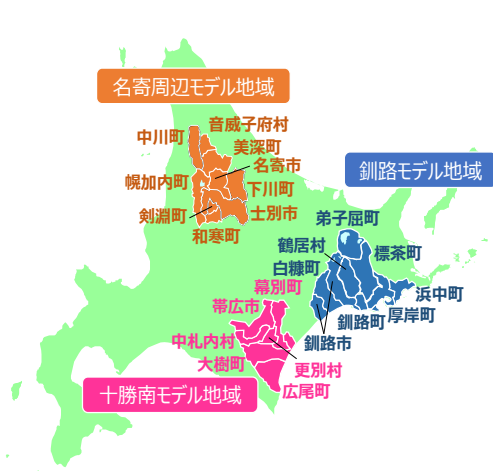 名寄周辺モデル地域
中川町
音威子府村
美深町
名寄市
幌加内町
下川町
剣淵町
士別市
和寒町
釧路モデル地域
弟子屈町
鶴居村
標茶町
白糠町
浜中町
厚岸町
釧路町
釧路市
幕別町
帯広市
中札内村
大樹町
更別村
広尾町
十勝南モデル地域